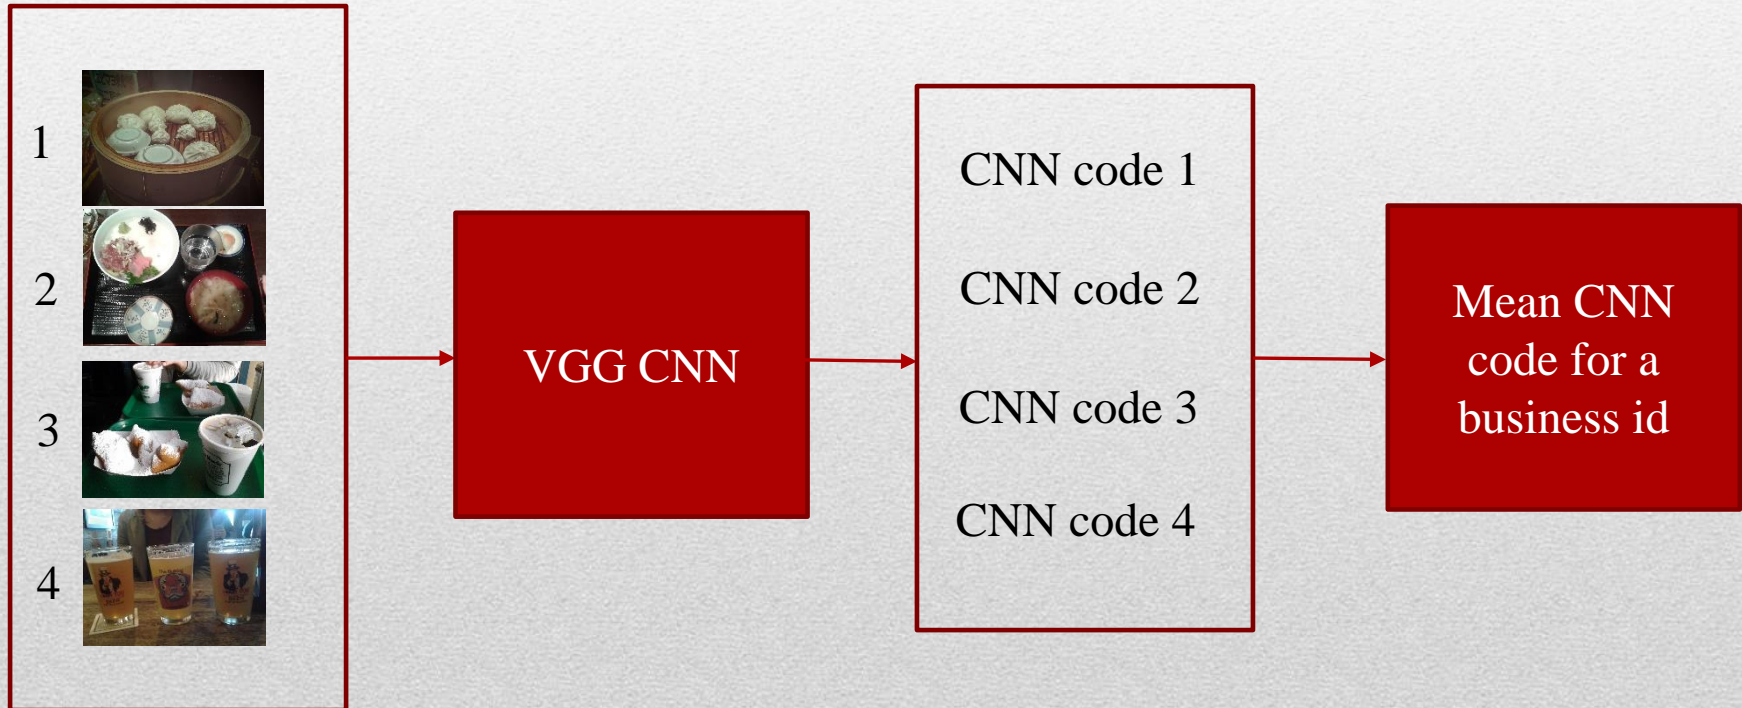 1
2
3
4
VGG CNN
CNN code 1
CNN code 2
CNN code 3
CNN code 4
Mean CNN
code for a
business id